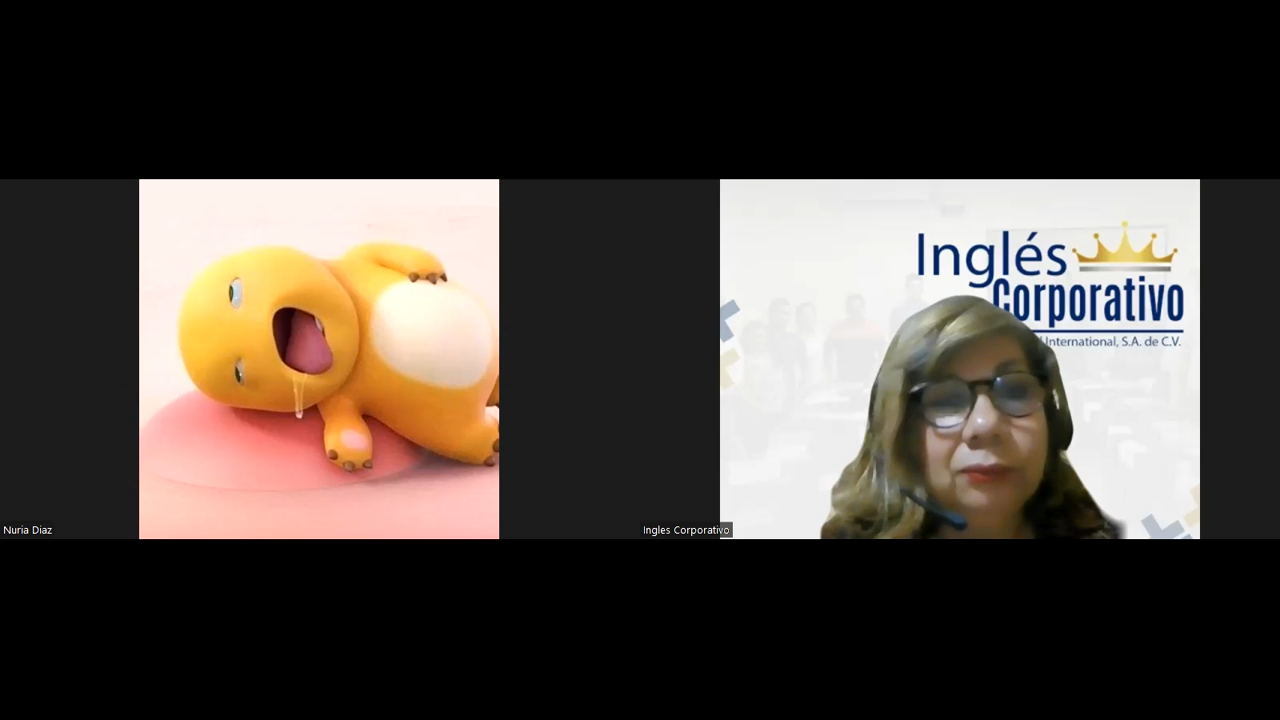 Inglés
Corporativo
International, S.A. de C.V.
Nuria Diaz
Ingles Corporativo